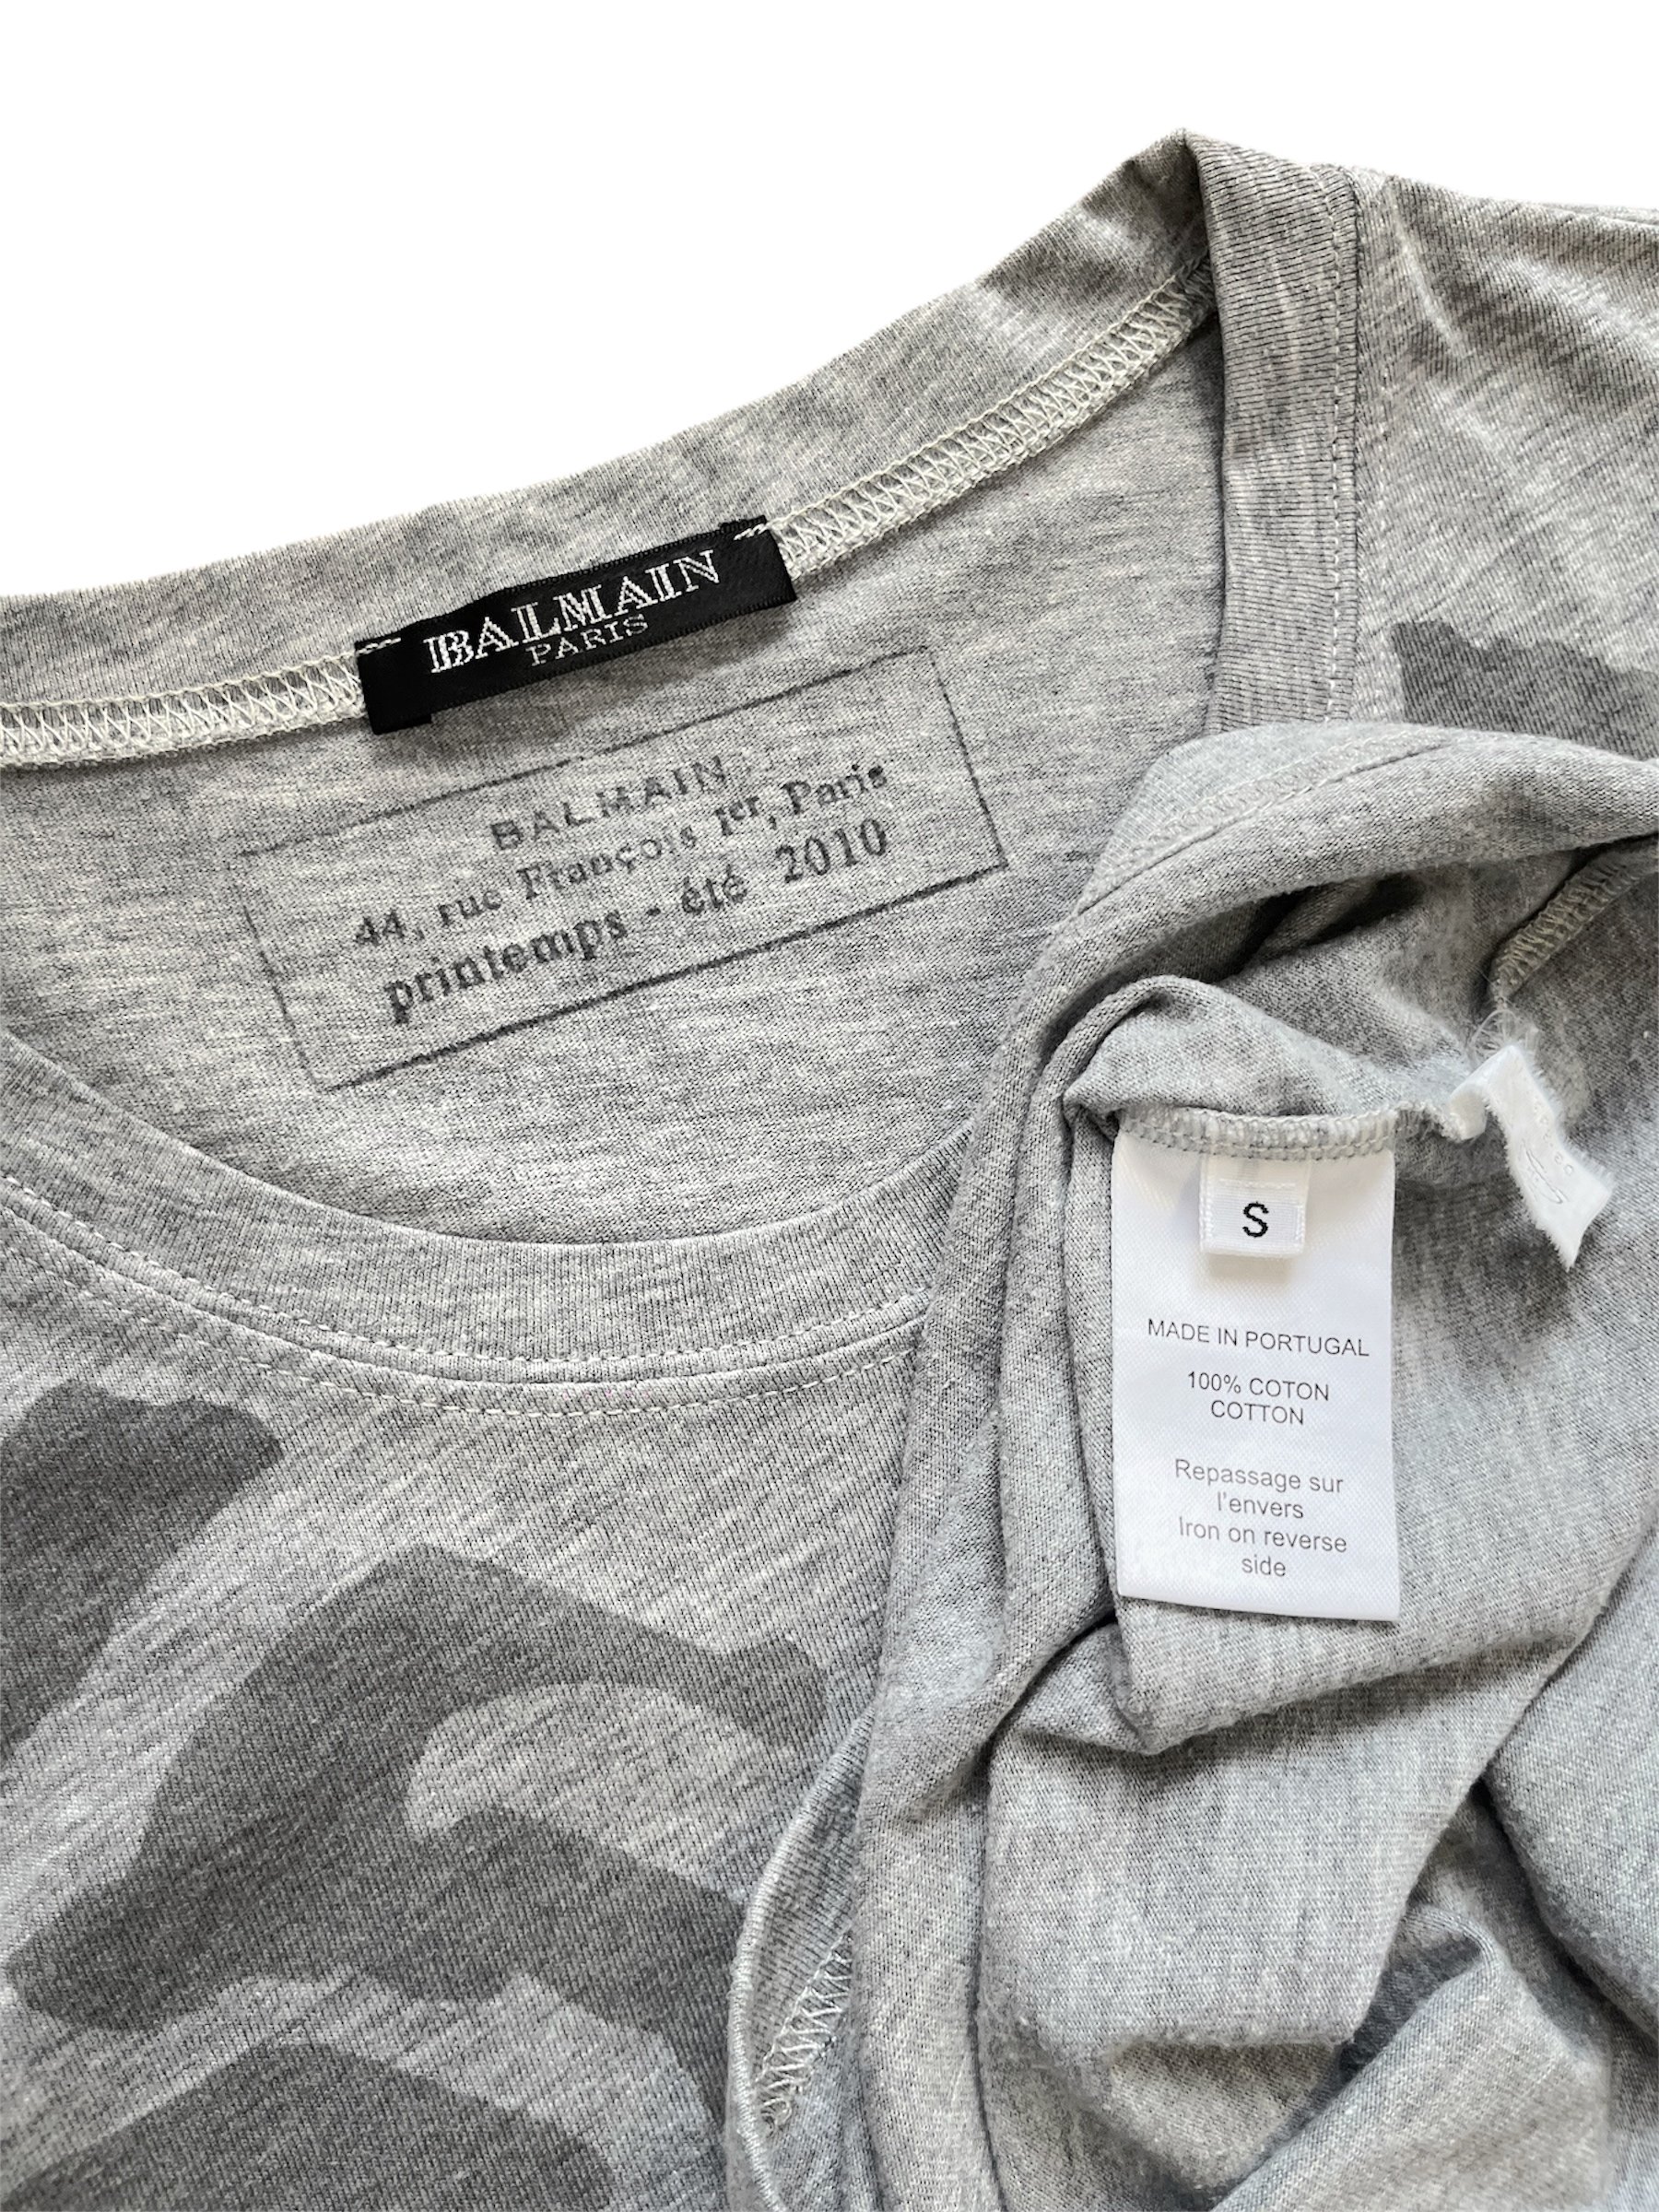 BALMAIN
PARIS
BALMAIN
44, rue François 1er, Paris
printemps - été 2010
S
MADE IN PORTUGAL
100% COTON
COTTON
Repassage sur
l'envers
Iron on reverse
side